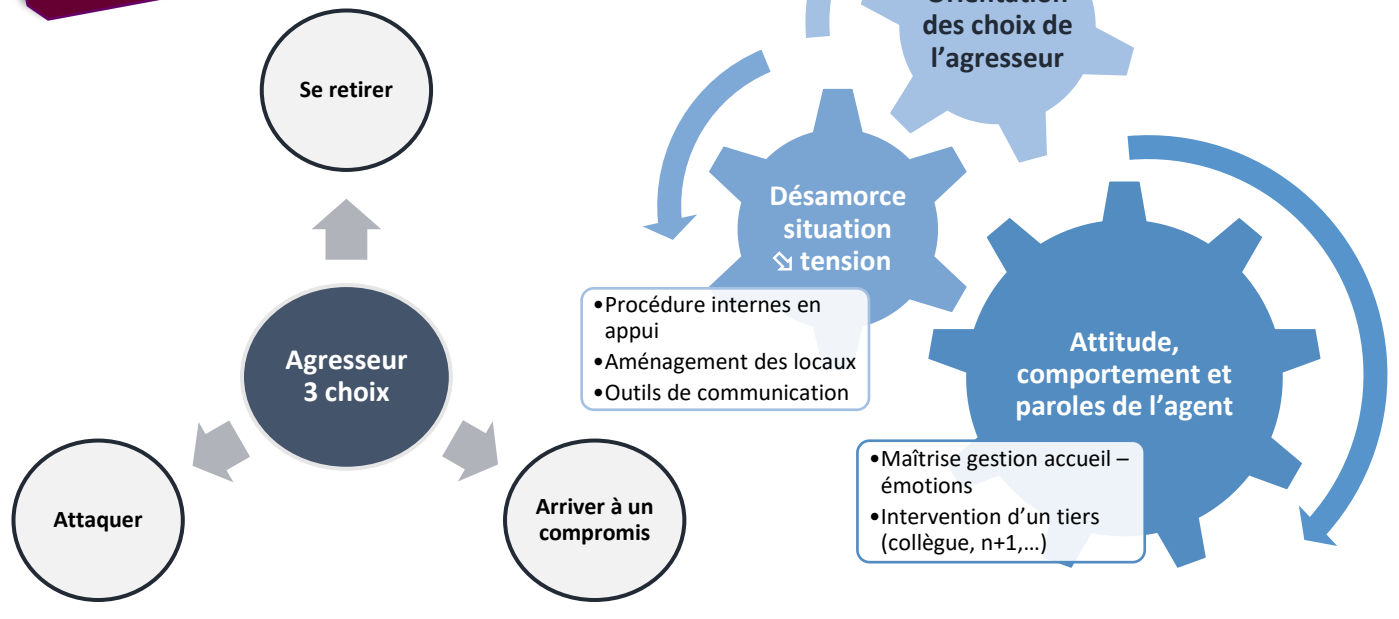 Se retirer
Agresseur
3 choix
Attaquer
Arriver à un
compromis
Orientation
des choix de
l’agresseur
Désamorce
situation
⇘ tension
•Procédure internes en
appui
•Aménagement des locaux
•Outils de communication
Attitude,
comportement et
paroles de l’agent
•Maîtrise gestion accueil –
émotions
•Intervention d’un tiers
(collègue, n+1,…)